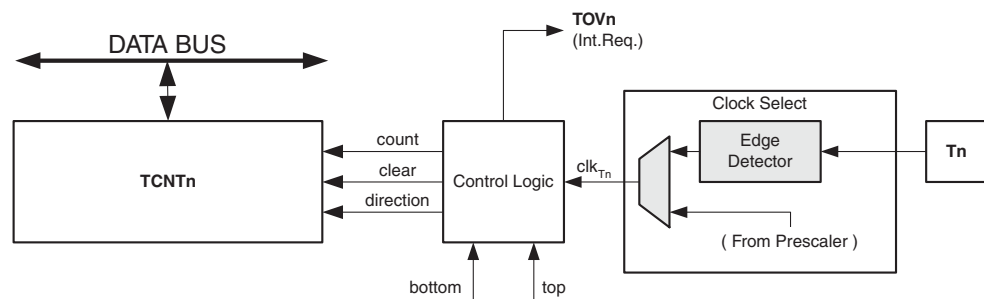 TOVn
(Int.Req.)
DATA BUS
Clock Select
count
Edge
Detector
Tn
TCNTn
clear
Control Logic
clkTn
direction
( From Prescaler )
bottom
top